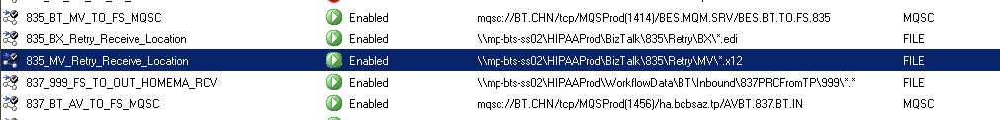 835_BT_MV_TO_FS_MQSC Enabled mqsc://BT.CHN/tcp/MQSProd(1414)/BES.MQM.SRV/BES.BT.TO.FS.835 MQSC
835_BX_Retry_Receive_Location Enabled \\mp-bts-ss02\HIPAAProd\BizTalk\835\Retry\BX\*.edi FILE
835_MV_Retry_Receive_Location Enabled \\mp-bts-ss02\HIPAAProd\BizTalk\835\Retry\MV\*.x12 FILE
837_999_FS_TO_OUT_HOMEMA_RCV Enabled \\mp-bts-ss02\HIPAAProd\WorkflowData\BT\Inbound\837PRCFromTP\999\*.* FILE
837_BT_AV_TO_FS_MQSC Enabled mqsc://BT.CHN/tcp/MQSProd(1456)/ha.bcbsaz.tp/AVBT.837.BT.IN MQSC